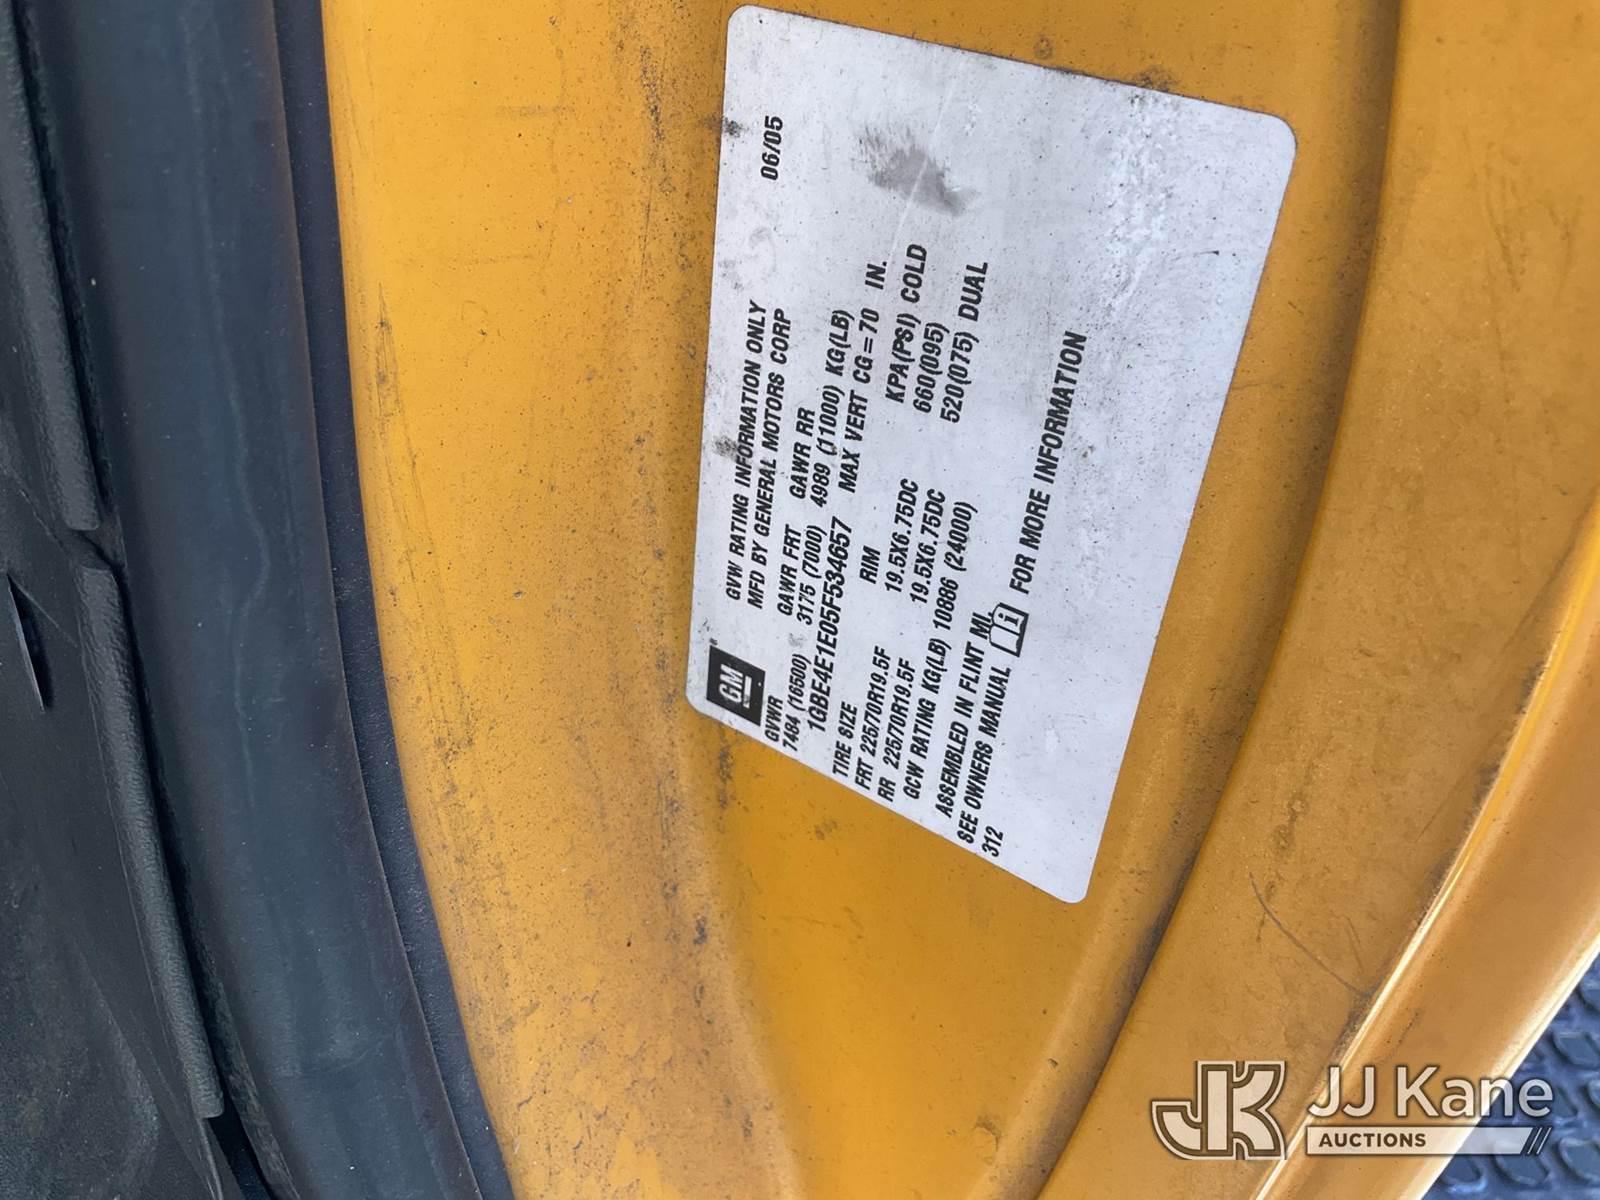 GM
GVW RATING INFORMATION ONLY
MFD BY GENERAL MOTORS CORP 06/05
GVWR GAWR FRT GAWR RR
7484 (16500) 3175 (7000) 4989 (11000) KG(LB)
1GBE4E1E05F534657 MAX VERT CG = 70 IN.
TIRE SIZE RIM KPA(PSI) COLD
FRT 225/70R19.5F 19.5X6.75DC 660(095)
RR 225/70R19.5F 19.5X6.75DC 520(075) DUAL
GCW RATING KG(LB) 10886 (24000)
ASSEMBLED IN FLINT MI.
SEE OWNERS MANUAL FOR MORE INFORMATION
312
JK JJ Kane
AUCTIONS